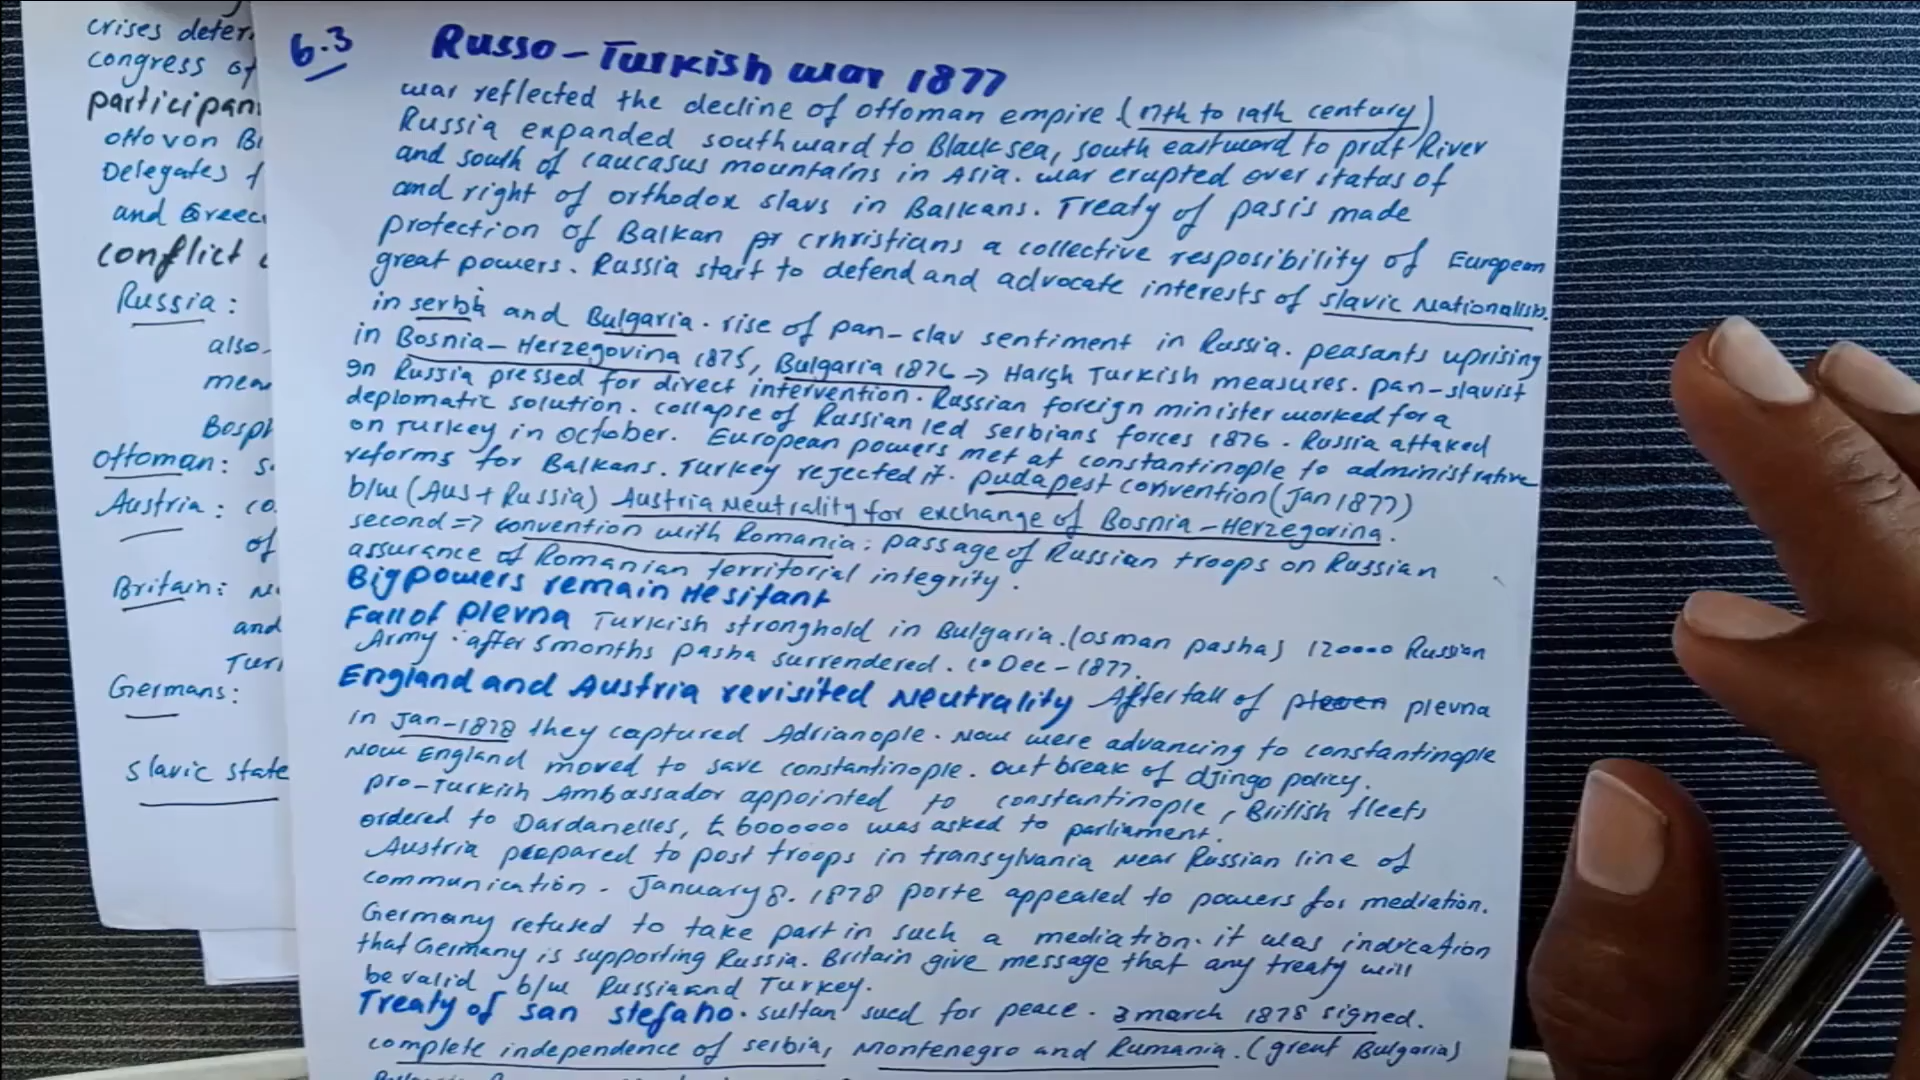 crises deter
congress of
participan
otto von Bi
Delegates f
and Greec
conflict
Russia:
also
mea
Bosph
ottoman: s
Austria: co
of
Britain: N
and
Turk
Germans:
slavic state
6.3 Russo-Turkish war 1877
war reflected the decline of ottoman empire (17th to 19th century)
Russia expanded southward to Black sea, south eastward to prut River
and south of caucasus mountains in Asia. war erupted over status of
and right of orthodox slavs in Balkans. Treaty of pasis made
protection of Balkan crhristians a collective resposibility of European
great powers. Russia start to defend and advocate interests of slavic Nationalists.
in serbia and Bulgaria. rise of pan-slav sentiment in Russia. peasants uprising
in Bosnia-Herzegovina 1875, Bulgaria 1876 → Harsh Turkish measures. pan-slavist
in Russia pressed for direct intervention. Russian foreign minister worked for a
deplomatic solution. collapse of Russian led serbians forces 1876. Russia attaked
on Turkey in October. European powers met at constantinople to administrative
reforms for Balkans. Turkey rejected it. pudapest convention (Jan 1877)
b/w (Aus + Russia) Austria Neutrality for exchange of Bosnia-Herzegovina.
second => convention with Romania: passage of Russian troops on Russian
assurance of Romanian territorial integrity.
Big powers remain Hesitant
Fall of plevna Turkish stronghold in Bulgaria. (osman pasha) 120000 Russian
Army. after 5 months pasha surrendered. 10 Dec-1877.
England and Austria revisited Neutrality After fall of pleven plevna
in Jan-1878 they captured Adrianople. Now were advancing to constantinople
Now England moved to save constantinople. out break of djingo policy.
pro-Turkish Ambassador appointed to constantinople, British fleets
ordered to Dardanelles, £ 6000000 was asked to parliament.
Austria prepared to post troops in transylvania near Russian line of
communication. January 8. 1878 porte appealed to powers for mediation.
Germany refused to take part in such a mediation. it was indication
that Germany is supporting Russia. Britain give message that any treaty will
be valid b/w Russia and Turkey.
Treaty of san stefano. sultan sued for peace. 3 march 1878 signed.
complete independence of serbia, Montenegro and Rumania. (great Bulgaria)